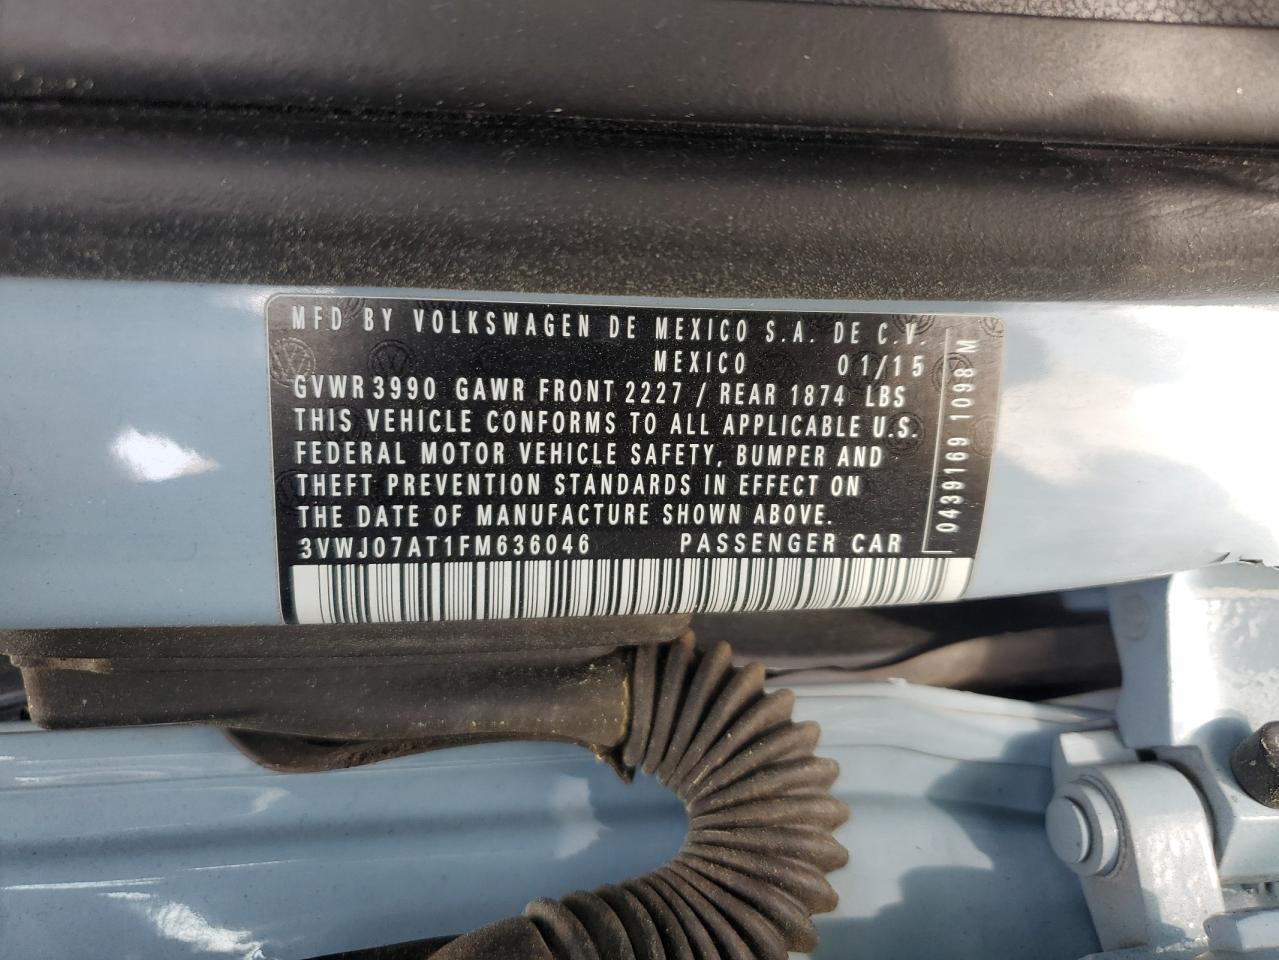 MFD BY VOLKSWAGEN DE MEXICO S.A. DE C.V.
MEXICO 01/15
GVWR 3990 GAWR FRONT 2227 / REAR 1874 LBS
THIS VEHICLE CONFORMS TO ALL APPLICABLE U.S.
FEDERAL MOTOR VEHICLE SAFETY, BUMPER AND
THEFT PREVENTION STANDARDS IN EFFECT ON
THE DATE OF MANUFACTURE SHOWN ABOVE.
3VWJ07AT1FM636046 PASSENGER CAR
0439169 1098 M